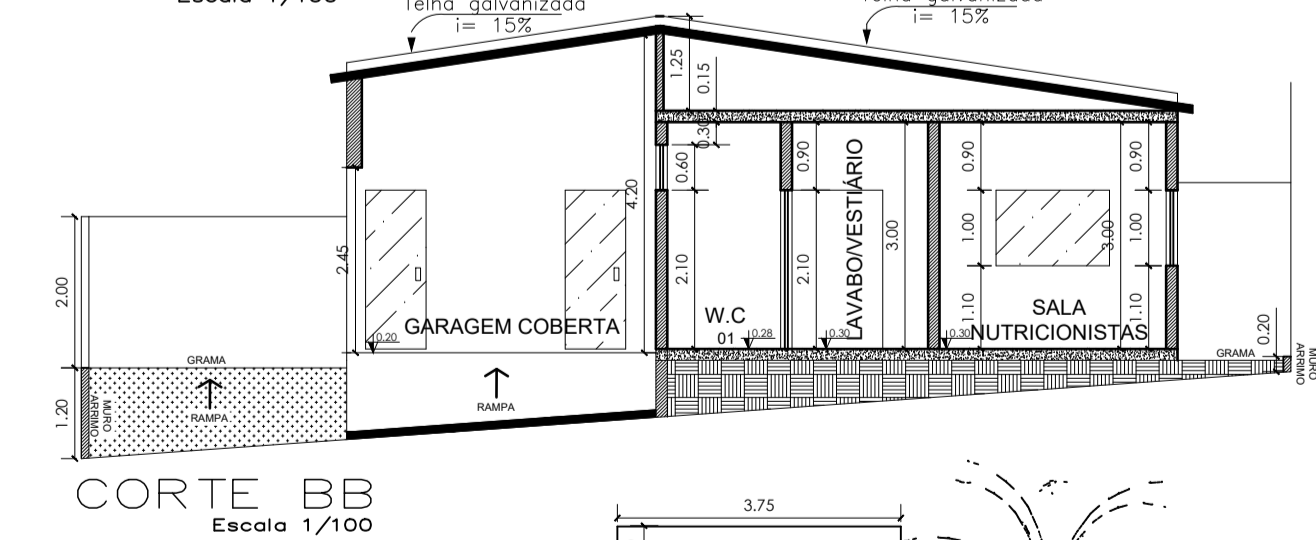 Escala 1/100
Telha galvanizada
i= 15%
Telha galvanizada
i= 15%
1.25
0.15
0.30
0.60
0.90
0.90
0.90
4.20
2.45
2.00
1.20
2.10
2.10
3.00
1.00
3.00
1.00
1.10
1.10
0.20
LAVABO/VESTIÁRIO
GARAGEM COBERTA
0.20
W.C
01
0.28
0.30
0.30
SALA
NUTRICIONISTAS
GRAMA
RAMPA
MURO
ARRIMO
RAMPA
GRAMA
MURO
ARRIMO
CORTE BB
Escala 1/100
3.75